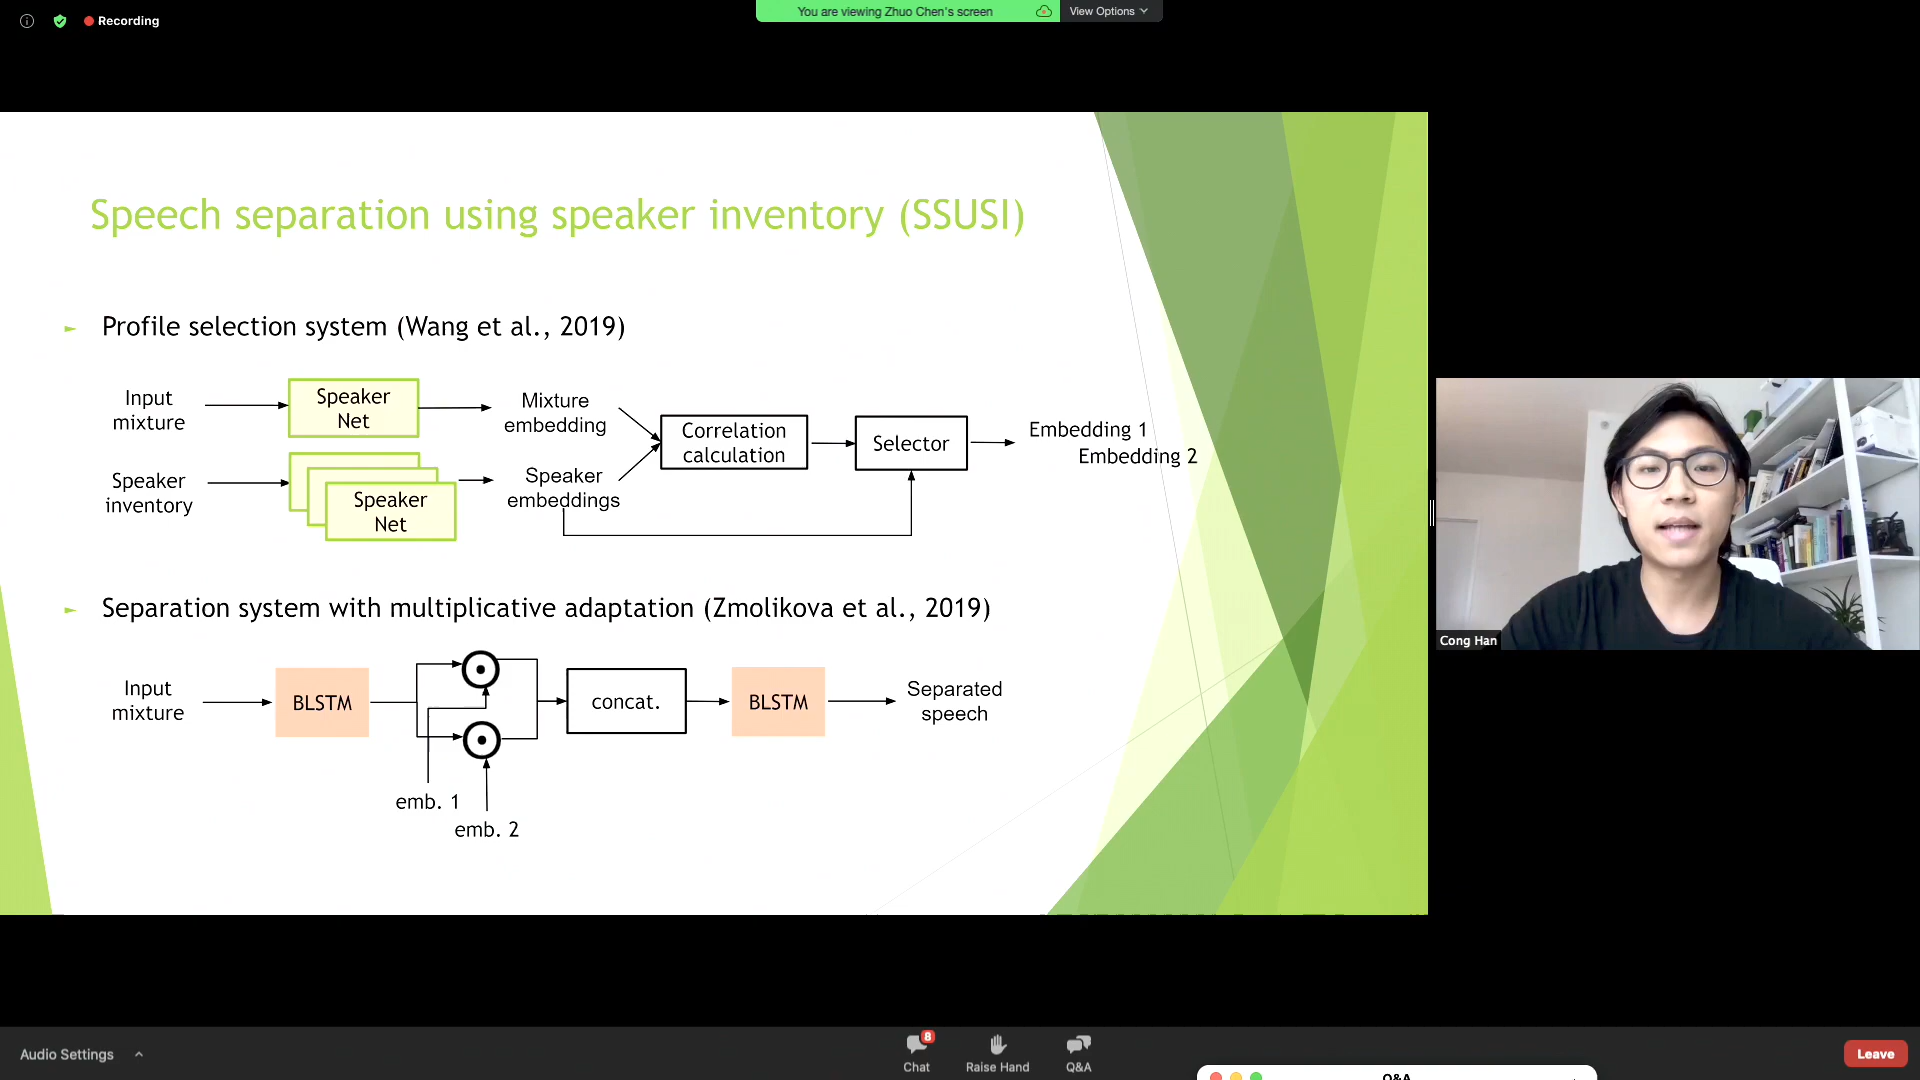 Recording
You are viewing Zhuo Chen's screen
View Options
Speech separation using speaker inventory (SSUSI)
Profile selection system (Wang et al., 2019)
Input
mixture
Speaker
Net
Mixture
embedding
Correlation
calculation
Selector
Embedding 1
Embedding 2
Speaker
inventory
Speaker
Net
Speaker
embeddings
Separation system with multiplicative adaptation (Zmolikova et al., 2019)
Input
mixture
BLSTM
concat.
BLSTM
Separated
speech
emb. 1
emb. 2
Cong Han
Audio Settings
8
Chat
Raise Hand
Q&A
Leave
Q&A